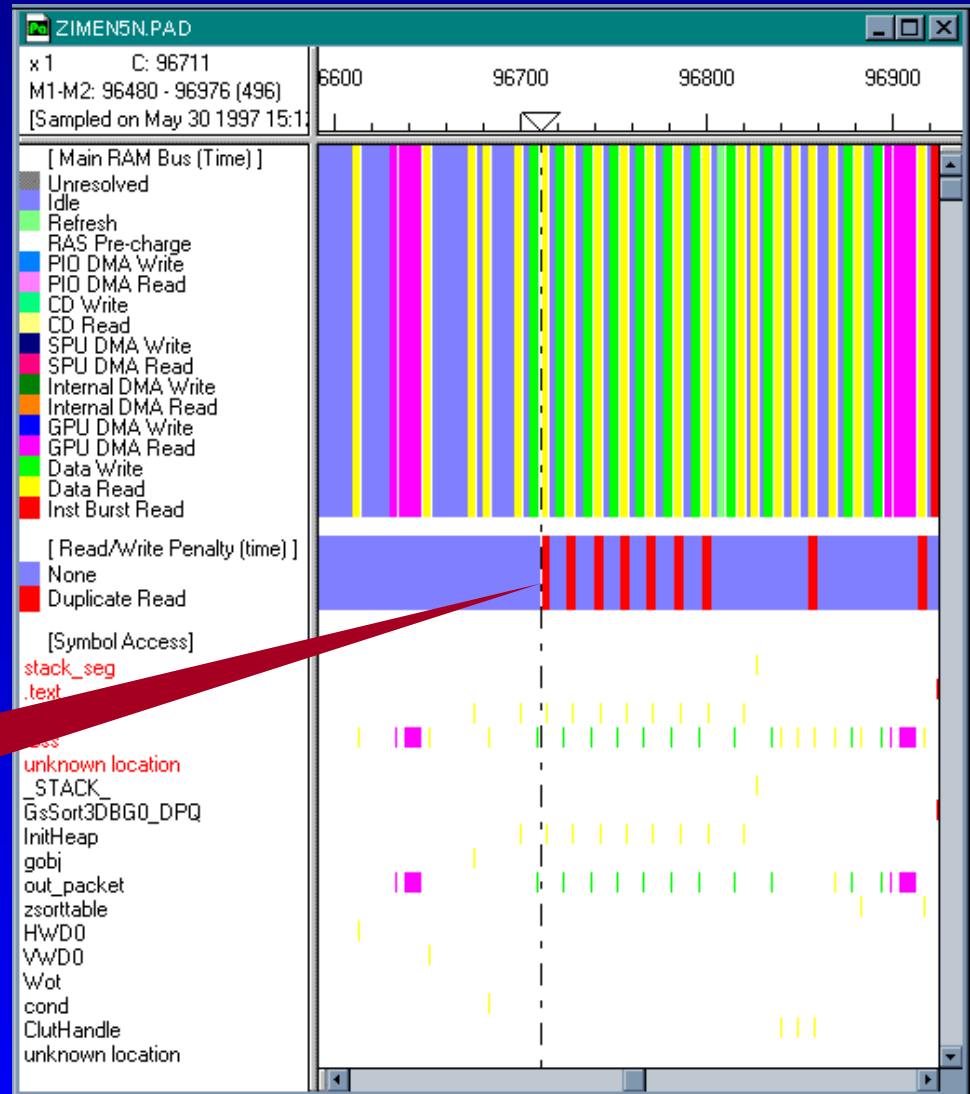 ZIMEN5N.PAD
x 1 C: 96711
M1-M2: 96480 - 96976 (496)
[Sampled on May 30 1997 15:1
6600 96700 96800 96900
[ Main RAM Bus (Time) ]
Unresolved
Idle
Refresh
RAS Pre-charge
PIO DMA Write
PIO DMA Read
CD Write
CD Read
SPU DMA Write
SPU DMA Read
Internal DMA Write
Internal DMA Read
GPU DMA Write
GPU DMA Read
Data Write
Data Read
Inst Burst Read
[ Read/Write Penalty (time) ]
None
Duplicate Read
[Symbol Access]
stack_seg
.text
unknown location
_STACK_
GsSort3DBG0_DPQ
InitHeap
gobj
out_packet
zsorttable
HWD0
VWD0
Wot
cond
ClutHandle
unknown location